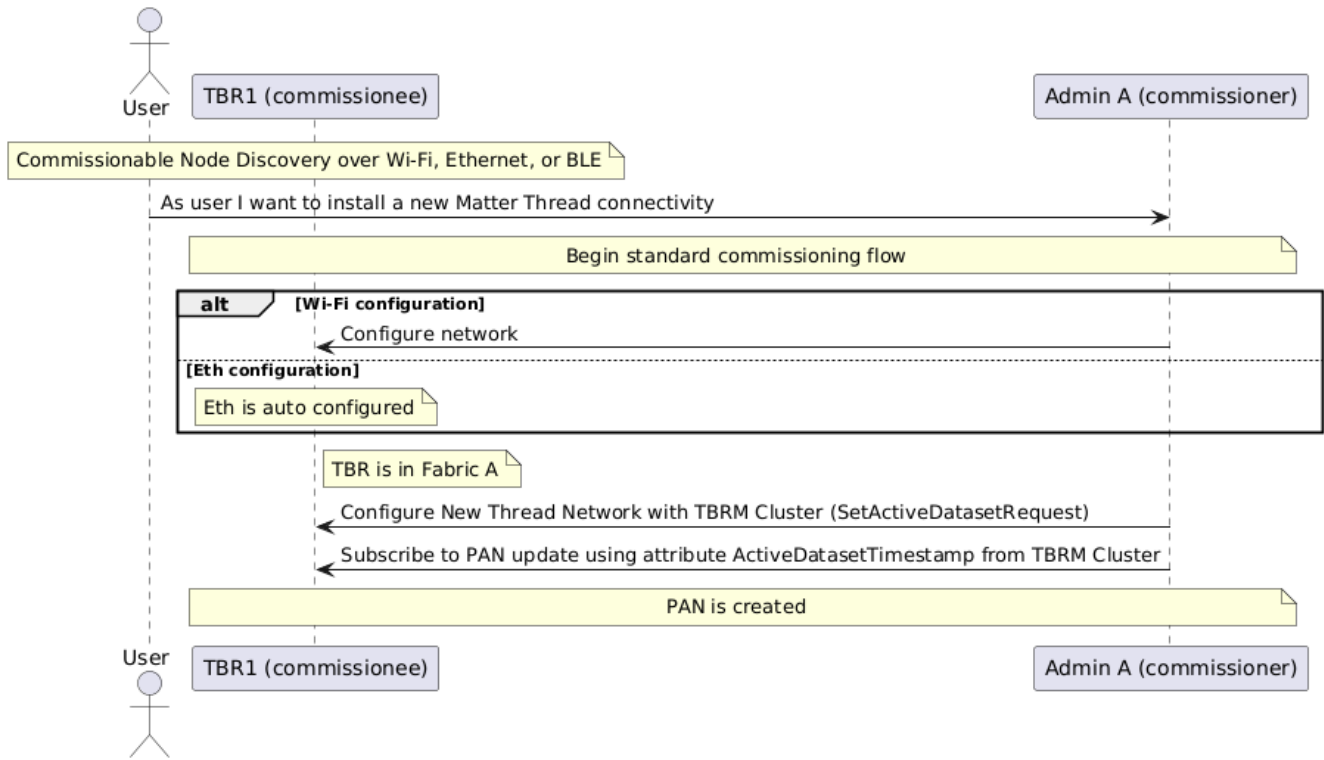 User
TBR1 (commissionee)
Admin A (commissioner)
Commissionable Node Discovery over Wi-Fi, Ethernet, or BLE
As user I want to install a new Matter Thread connectivity
Begin standard commissioning flow
alt
[Wi-Fi configuration]
Configure network
[Eth configuration]
Eth is auto configured
TBR is in Fabric A
Configure New Thread Network with TBRM Cluster (SetActiveDatasetRequest)
Subscribe to PAN update using attribute ActiveDatasetTimestamp from TBRM Cluster
PAN is created
User
TBR1 (commissionee)
Admin A (commissioner)